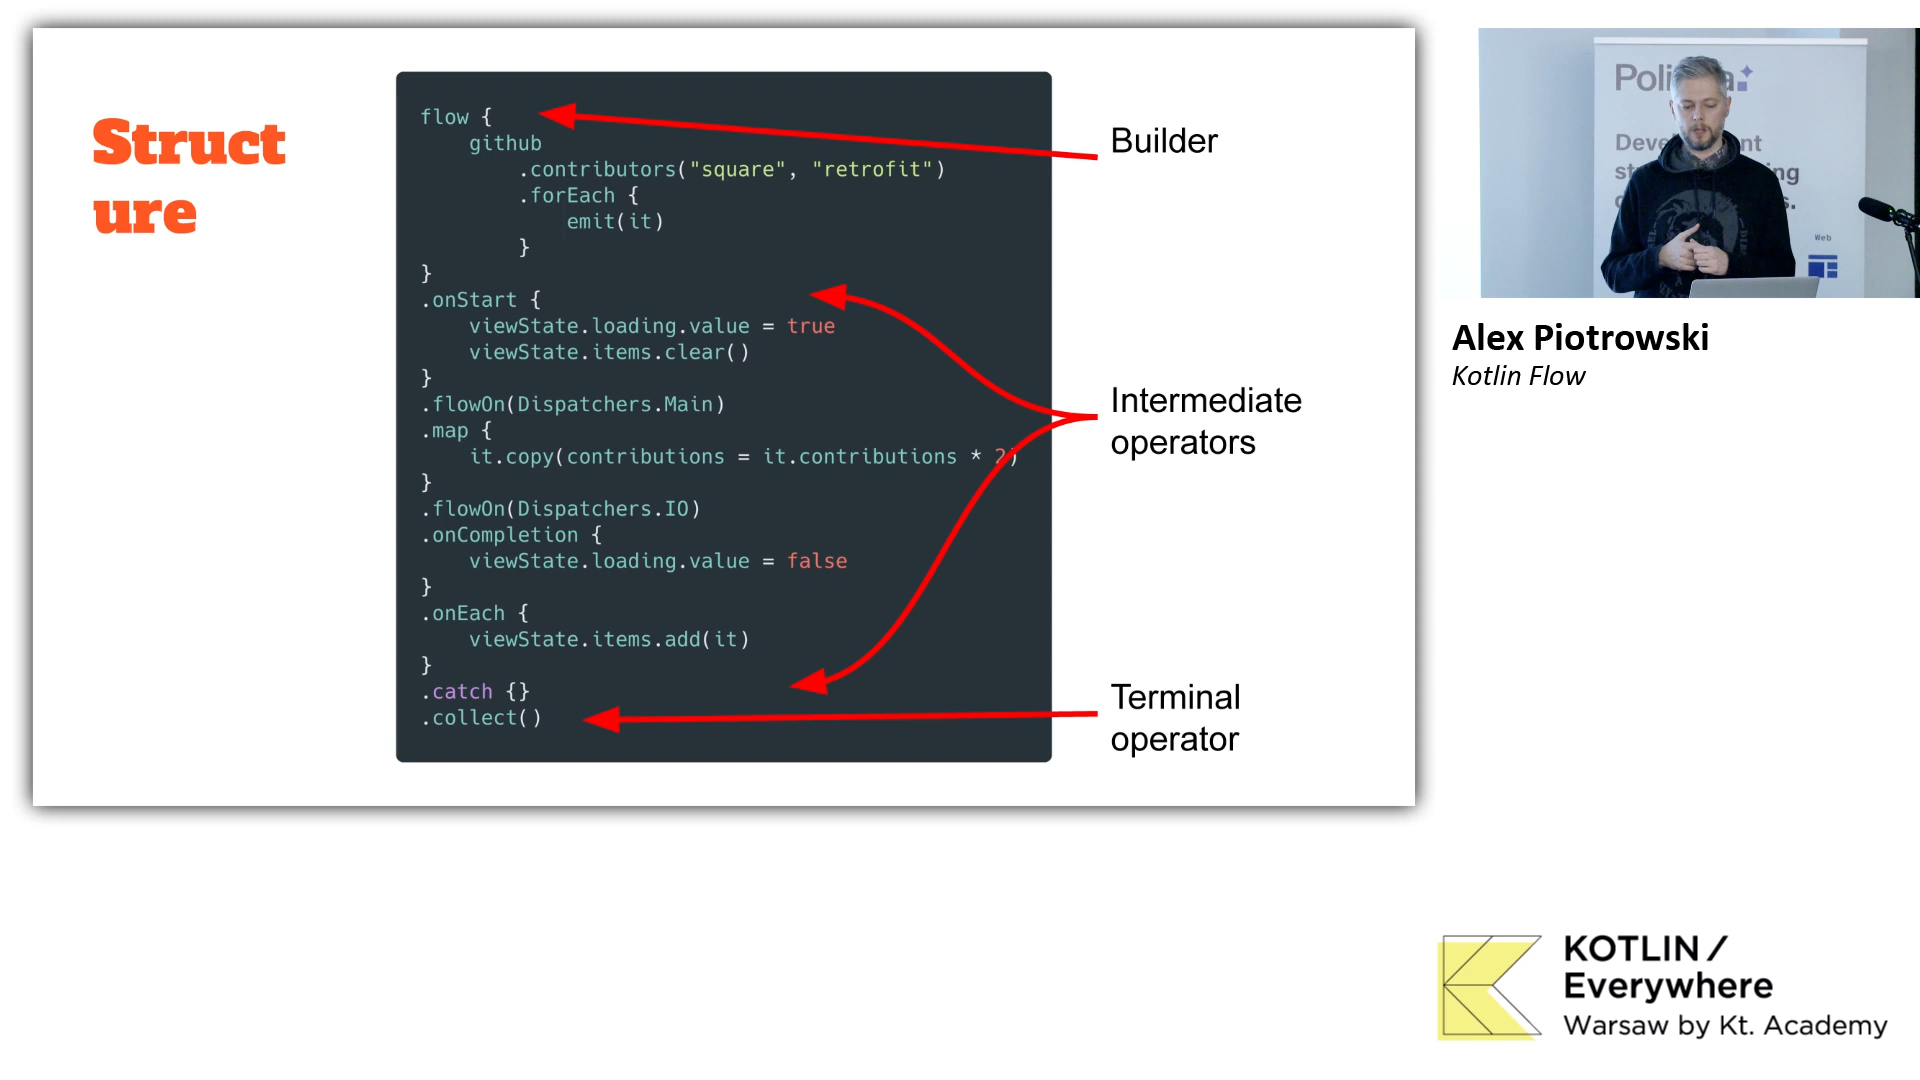 Struct
ure
flow {
    github
        .contributors("square", "retrofit")
        .forEach {
            emit(it)
        }
}
.onStart {
    viewState.loading.value = true
    viewState.items.clear()
}
.flowOn(Dispatchers.Main)
.map {
    it.copy(contributions = it.contributions * 2)
}
.flowOn(Dispatchers.IO)
.onCompletion {
    viewState.loading.value = false
}
.onEach {
    viewState.items.add(it)
}
.catch {}
.collect()
Builder
Intermediate
operators
Terminal
operator
Web
Alex Piotrowski
Kotlin Flow
KOTLIN /
Everywhere
Warsaw by Kt. Academy